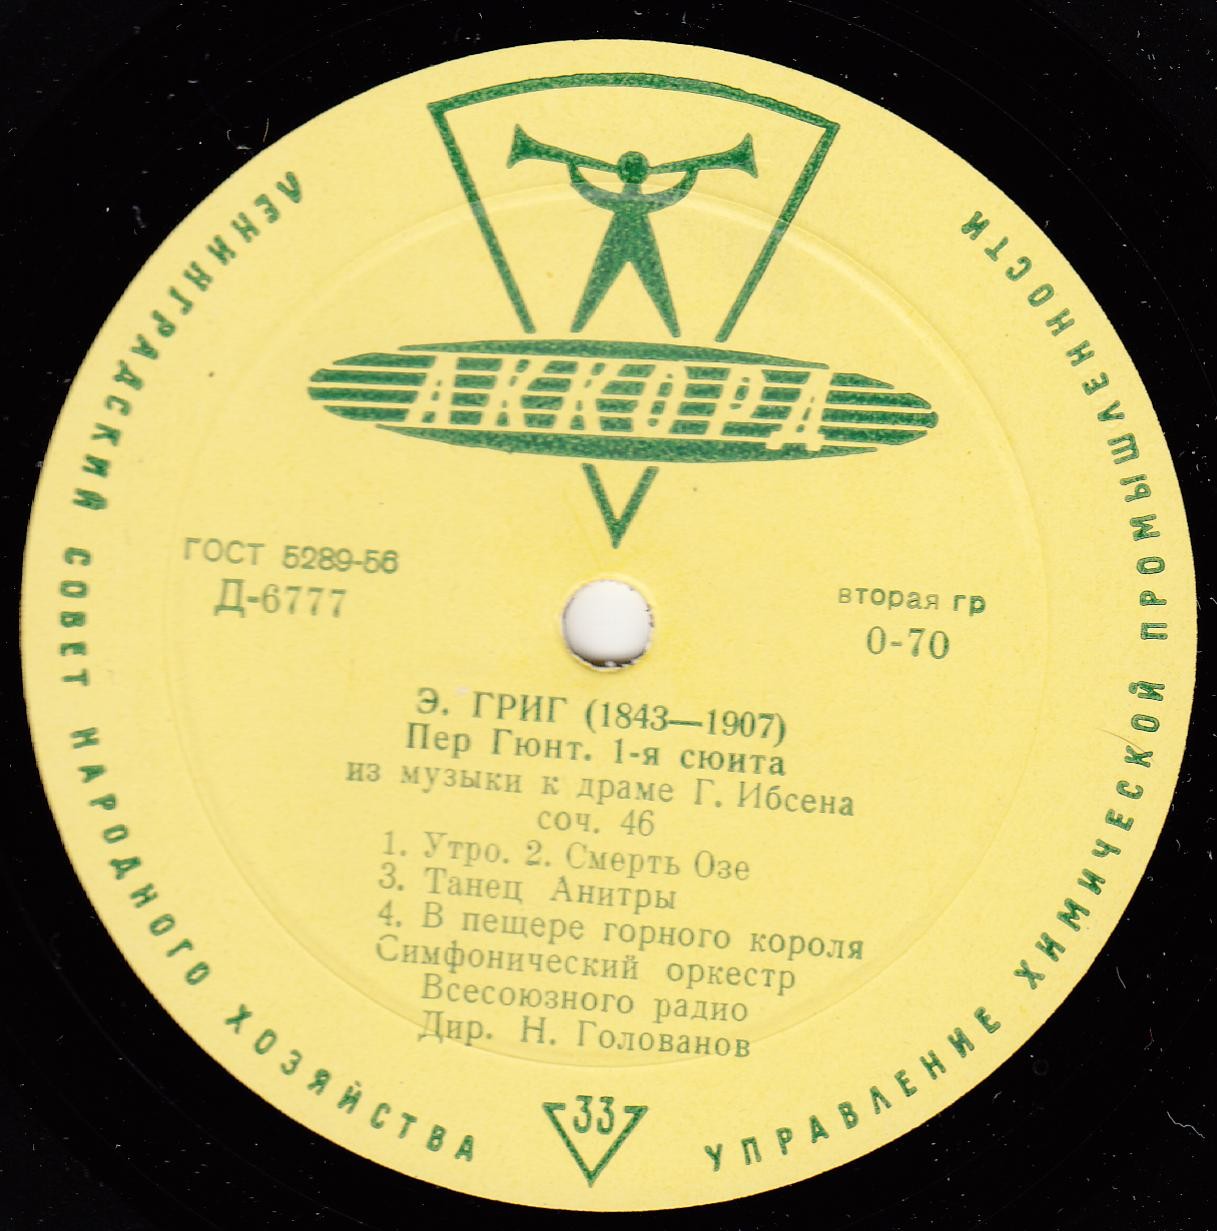 ЛЕНИНГРАДСКИЙ СОВЕТ НАРОДНОГО ХОЗЯЙСТВА
УПРАВЛЕНИЕ ХИМИЧЕСКОЙ ПРОМЫШЛЕННОСТИ
АККОРД
ГОСТ 5289-56
Д-6777
вторая гр
0-70
Э. ГРИГ (1843—1907)
Пер Гюнт. 1-я сюита
из музыки к драме Г. Ибсена
соч. 46
1. Утро. 2. Смерть Озе
3. Танец Анитры
4. В пещере горного короля
Симфонический оркестр
Всесоюзного радио
Дир. Н. Голованов
33